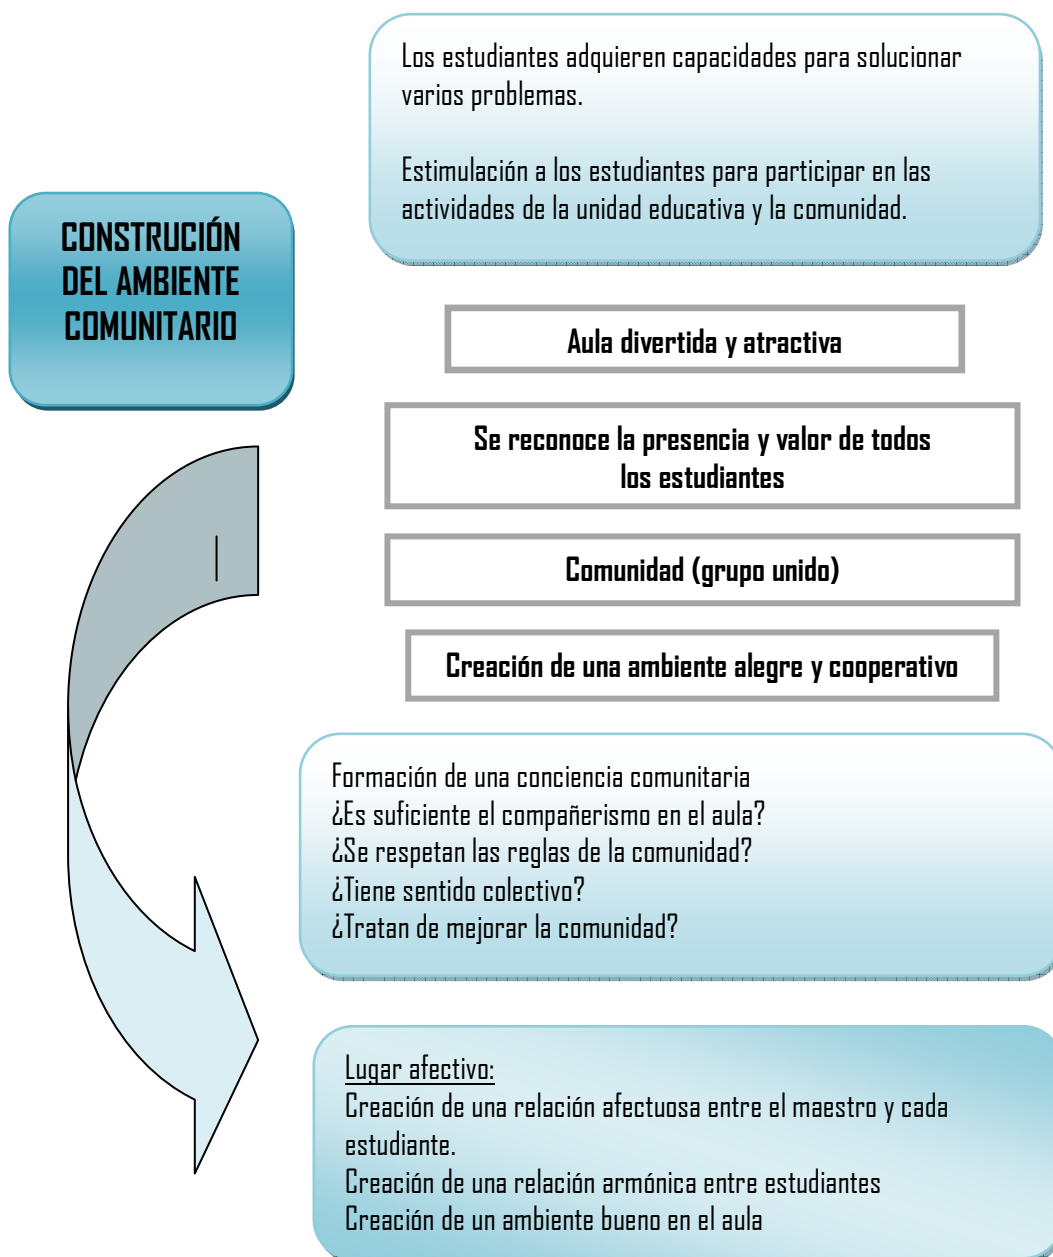 Los estudiantes adquieren capacidades para solucionar
varios problemas.
Estimulación a los estudiantes para participar en las
actividades de la unidad educativa y la comunidad.
CONSTRUCIÓN
DEL AMBIENTE
COMUNITARIO
Aula divertida y atractiva
Se reconoce la presencia y valor de todos
los estudiantes
Comunidad (grupo unido)
Creación de una ambiente alegre y cooperativo
Formación de una conciencia comunitaria
¿Es suficiente el compañerismo en el aula?
¿Se respetan las reglas de la comunidad?
¿Tiene sentido colectivo?
¿Tratan de mejorar la comunidad?
Lugar afectivo:
Creación de una relación afectuosa entre el maestro y cada
estudiante.
Creación de una relación armónica entre estudiantes
Creación de un ambiente bueno en el aula